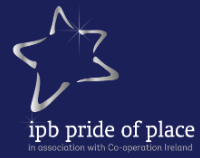 ipb pride of place
in association with Co-operation Ireland